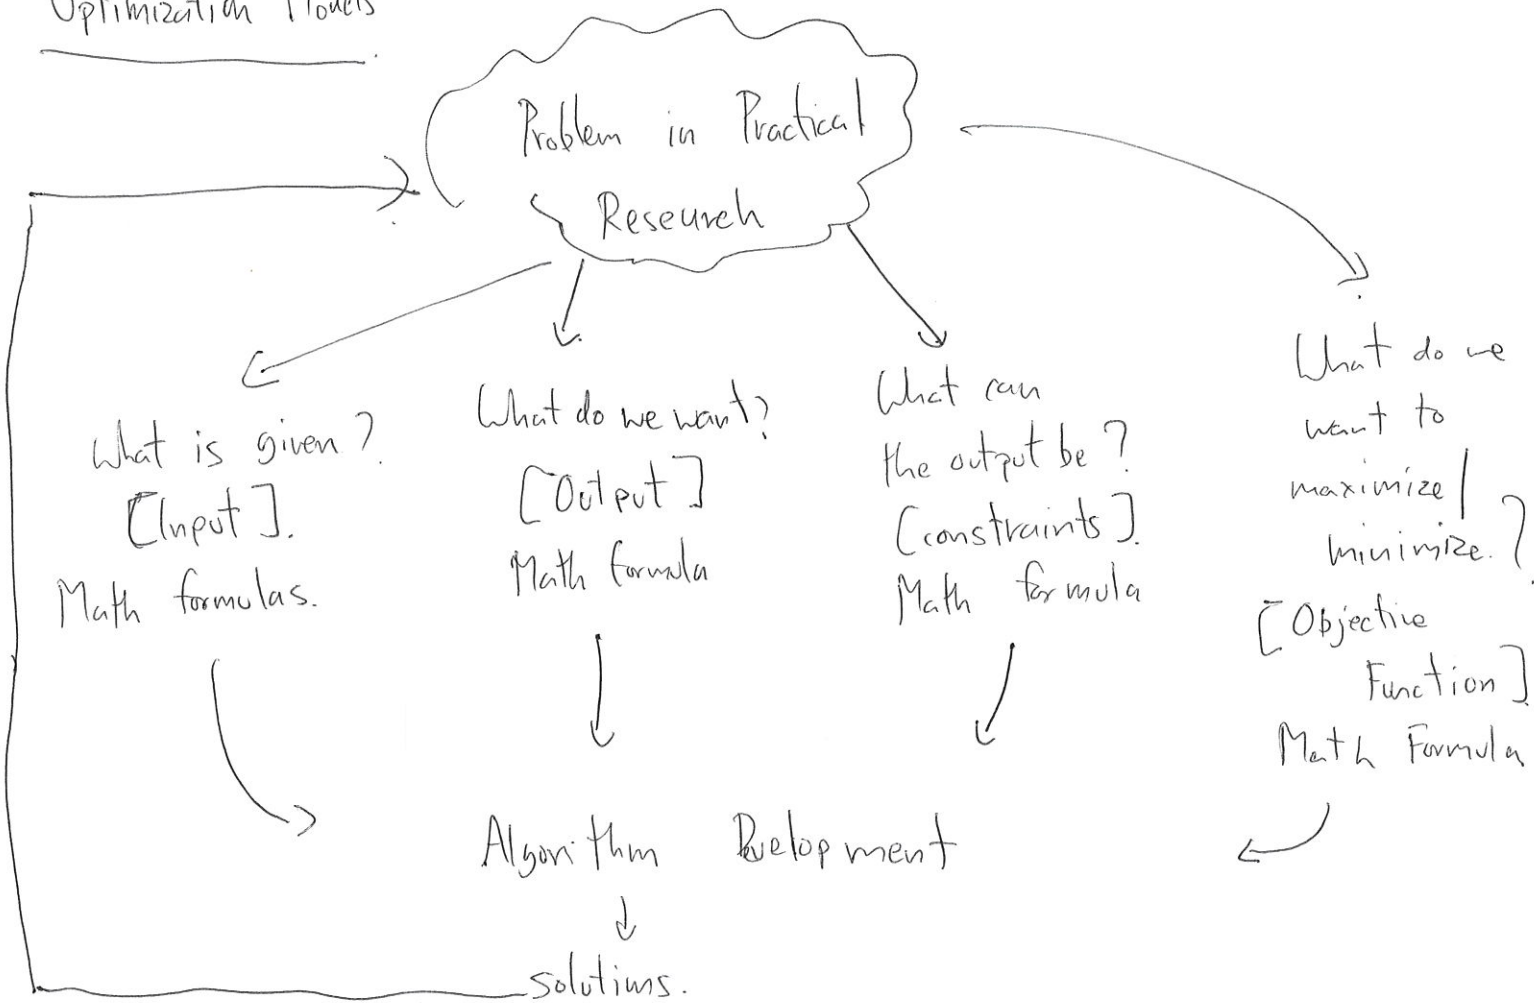 Optimization Models
Problem in Practical
Research
What is given?
[Input].
Math formulas.
What do we want?
[Output]
Math formula
What can
the output be?
[constraints].
Math formula
What do we
want to
maximize/
minimize.?
[Objective
Function]
Math Formula
Algorithm Development
solutions.